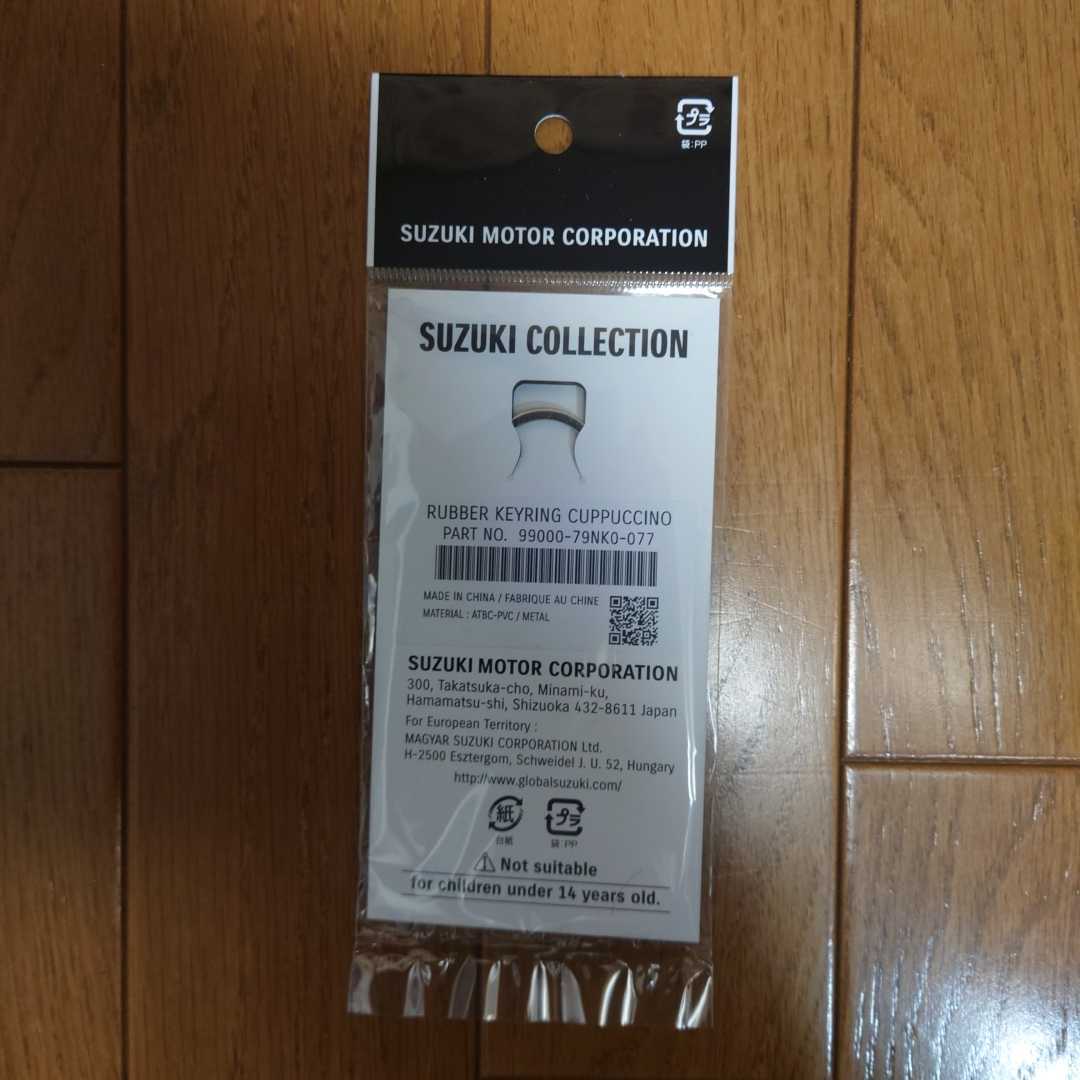 プラ
袋:PP
SUZUKI MOTOR CORPORATION
SUZUKI COLLECTION
RUBBER KEYRING CUPPUCCINO
PART NO. 99000-79NK0-077
MADE IN CHINA / FABRIQUE AU CHINE
MATERIAL : ATBC-PVC / METAL
SUZUKI MOTOR CORPORATION
300, Takatsuka-cho, Minami-ku,
Hamamatsu-shi, Shizuoka 432-8611 Japan
For European Territory :
MAGYAR SUZUKI CORPORATION Ltd.
H-2500 Esztergom, Schweidel J. U. 52, Hungary
http://www.globalsuzuki.com/
紙 プラ
台紙 袋:PP
Not suitable
for children under 14 years old.